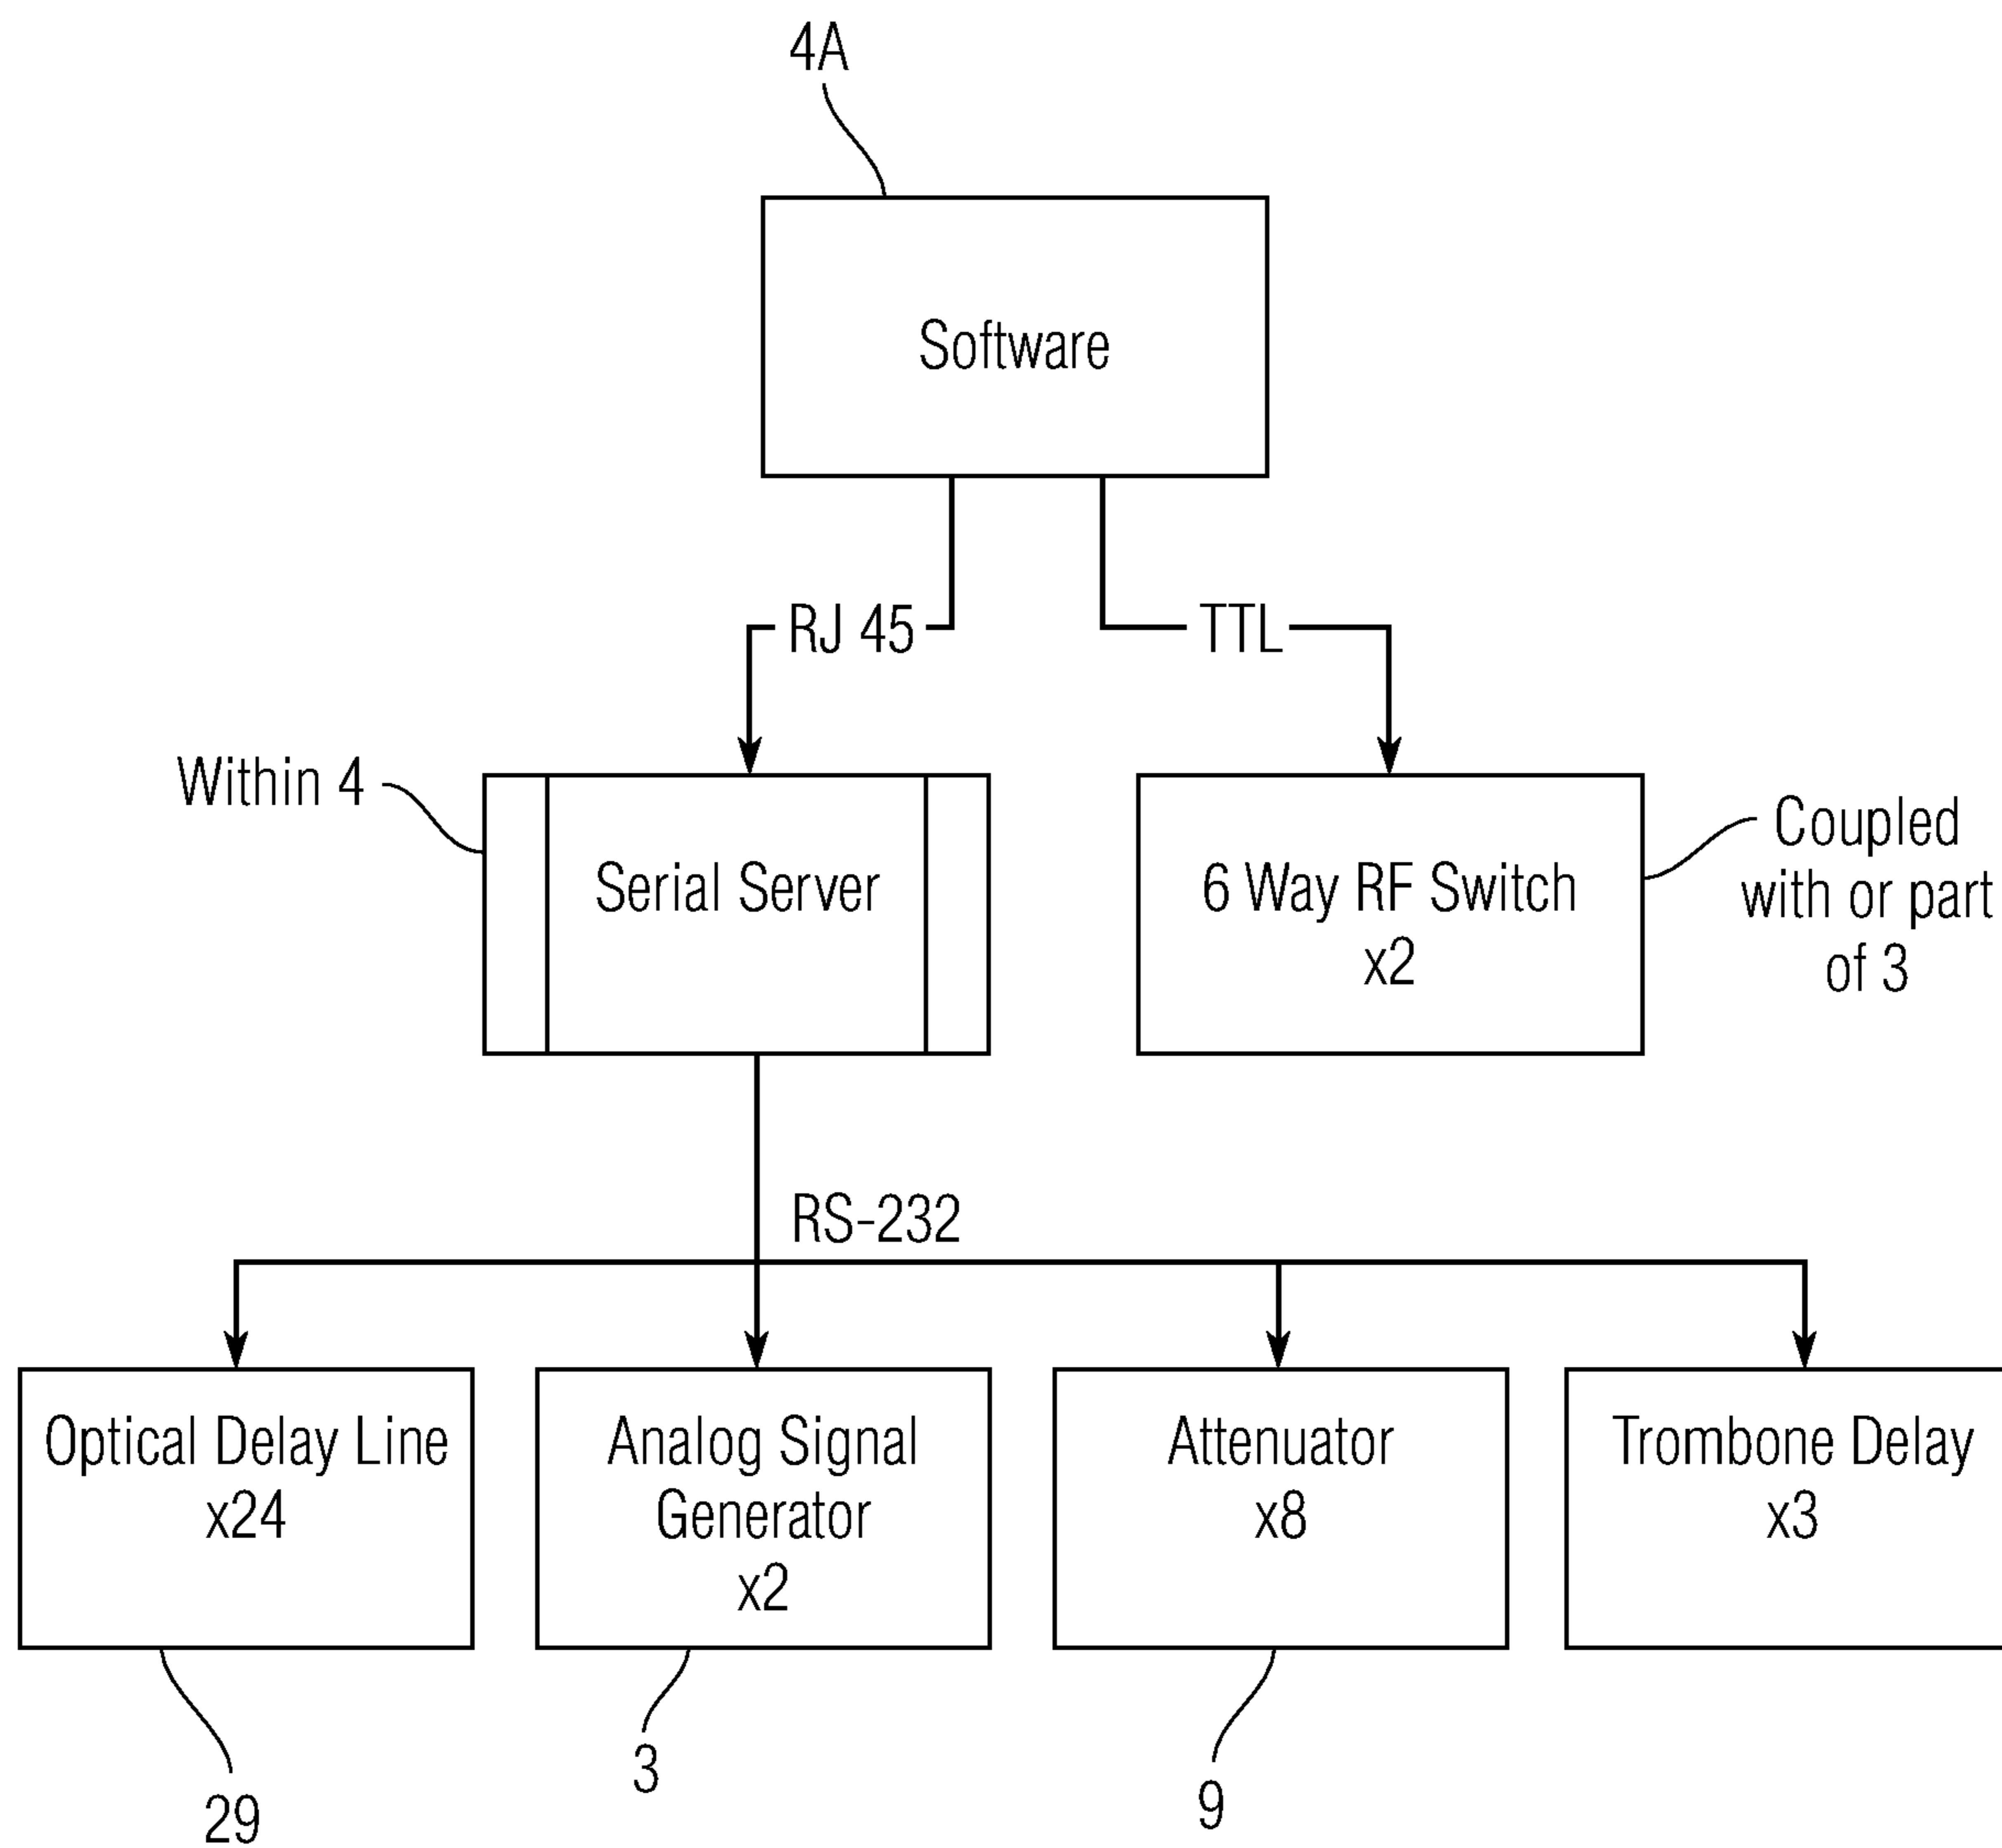 4A
Software
RJ 45
TTL
Within 4
Serial Server
6 Way RF Switch
x2
Coupled
with or part
of 3
RS-232
Optical Delay Line
x24
Analog Signal
Generator
x2
Attenuator
x8
Trombone Delay
x3
29
3
9